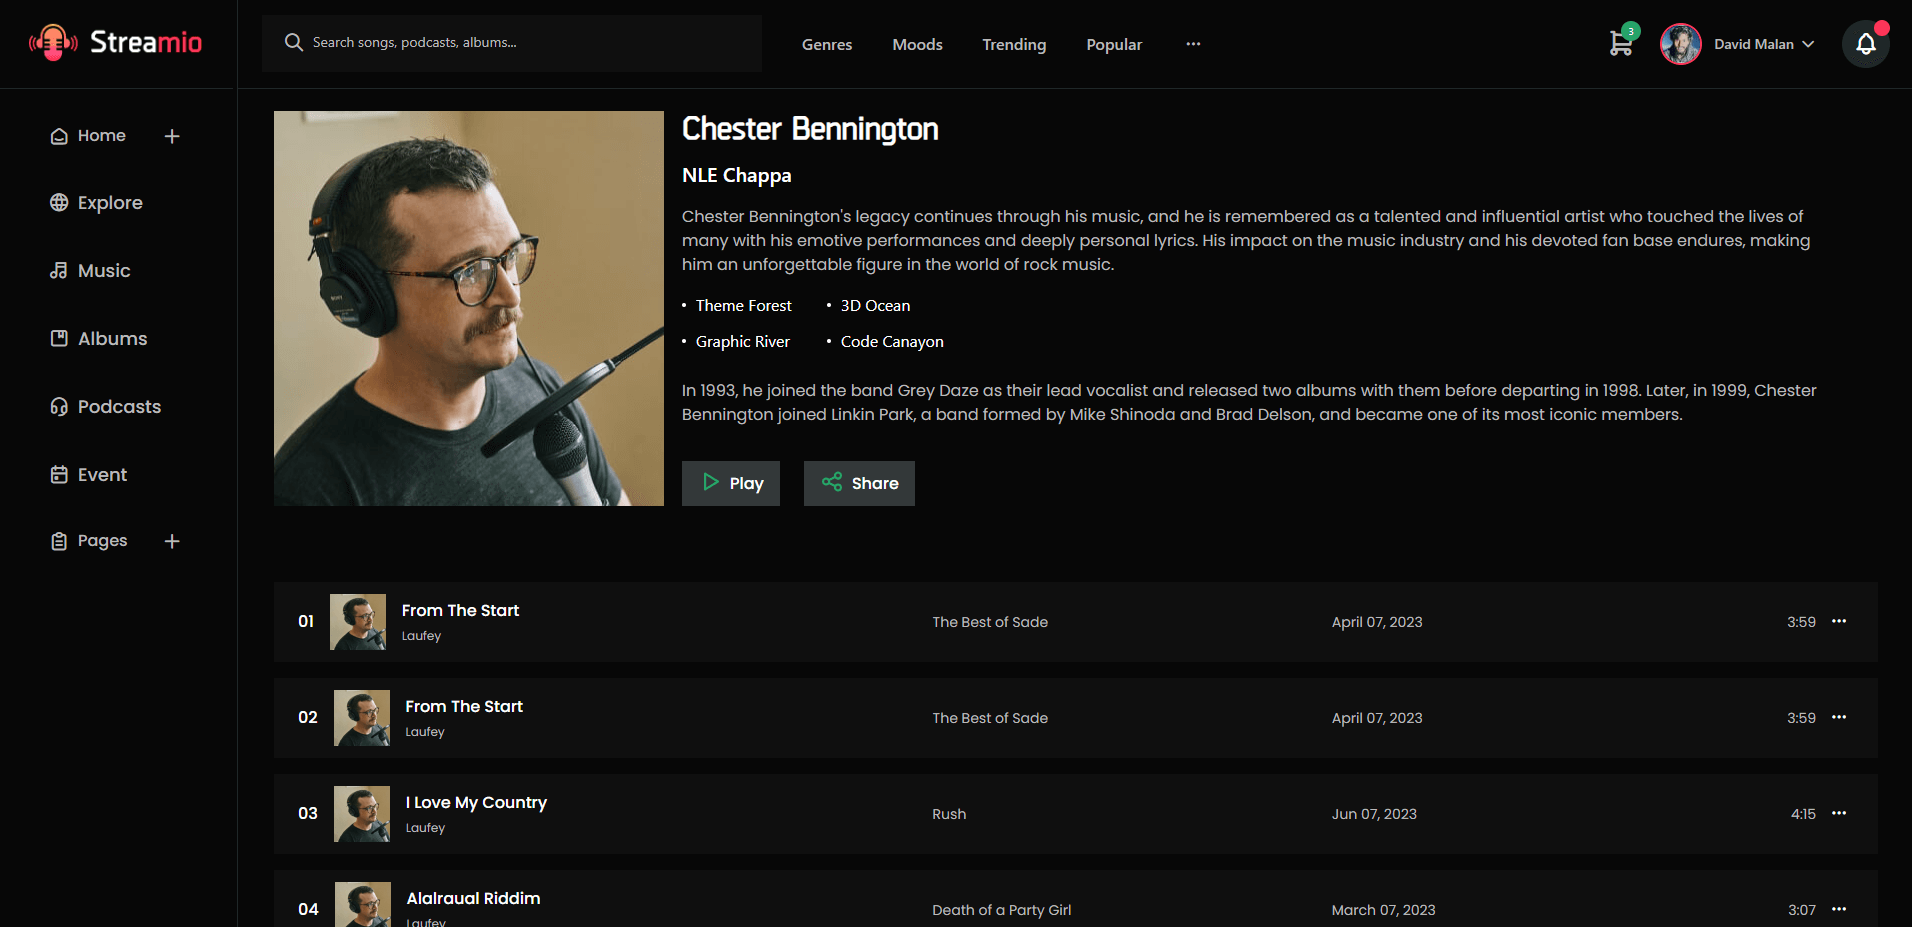 Streamio
Search songs, podcasts, albums...
Genres
Moods
Trending
Popular
3
David Malan
Home
Explore
Music
Albums
Podcasts
Event
Pages
Chester Bennington
NLE Chappa
Chester Bennington's legacy continues through his music, and he is remembered as a talented and influential artist who touched the lives of
many with his emotive performances and deeply personal lyrics. His impact on the music industry and his devoted fan base endures, making
him an unforgettable figure in the world of rock music.
• Theme Forest • 3D Ocean
• Graphic River • Code Canayon
In 1993, he joined the band Grey Daze as their lead vocalist and released two albums with them before departing in 1998. Later, in 1999, Chester
Bennington joined Linkin Park, a band formed by Mike Shinoda and Brad Delson, and became one of its most iconic members.
Play
Share
01
From The Start
Laufey
The Best of Sade
April 07, 2023
3:59
02
From The Start
Laufey
The Best of Sade
April 07, 2023
3:59
03
I Love My Country
Laufey
Rush
Jun 07, 2023
4:15
04
Alalraual Riddim
Laufey
Death of a Party Girl
March 07, 2023
3:07